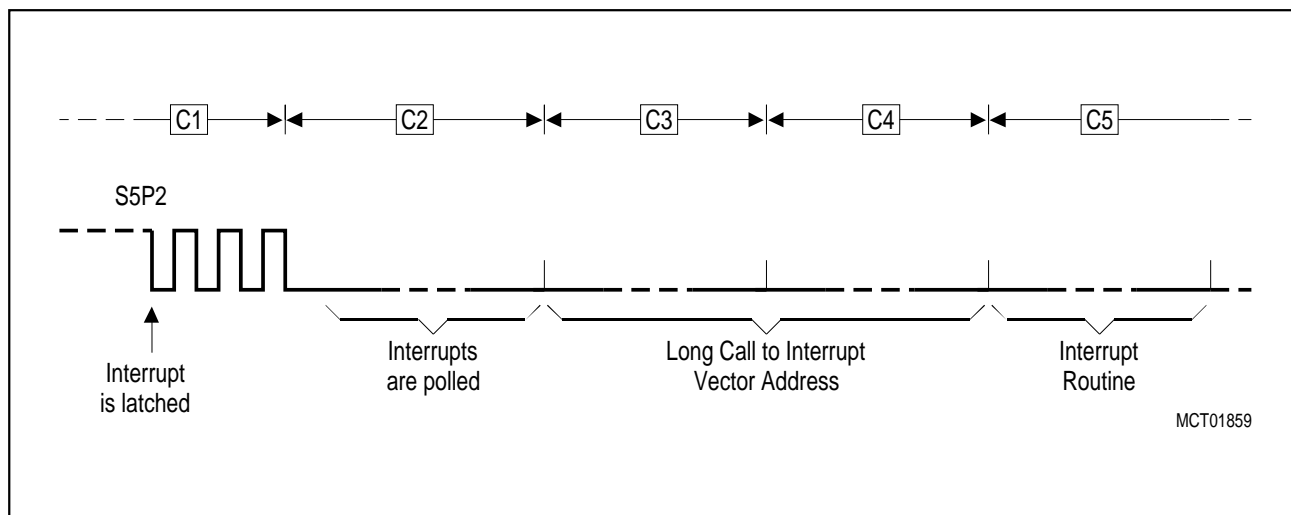 C1 C2 C3 C4 C5
S5P2
Interrupt
is latched
Interrupts
are polled
Long Call to Interrupt
Vector Address
Interrupt
Routine
MCT01859